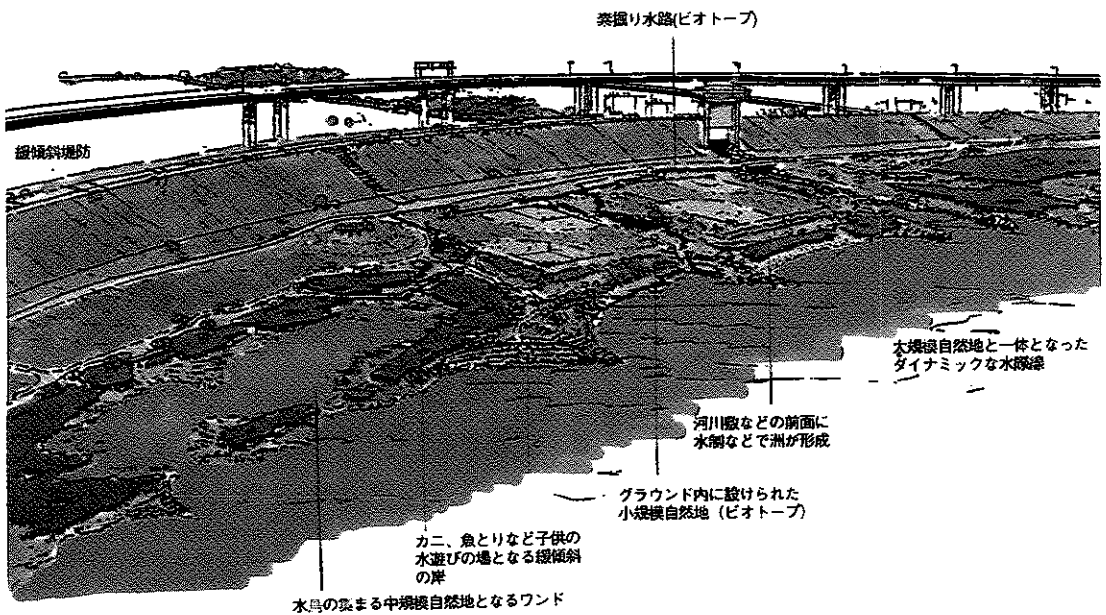 素掘り水路(ビオトープ)
緩傾斜堤防
大規模自然地と一体となった
ダイナミックな水際線
河川敷などの前面に
水制などで洲が形成
グラウンド内に設けられた
小規模自然地（ビオトープ）
カニ、魚とりなど子供の
水遊びの場となる緩傾斜
の岸
水鳥の集まる中規模自然地となるワンド